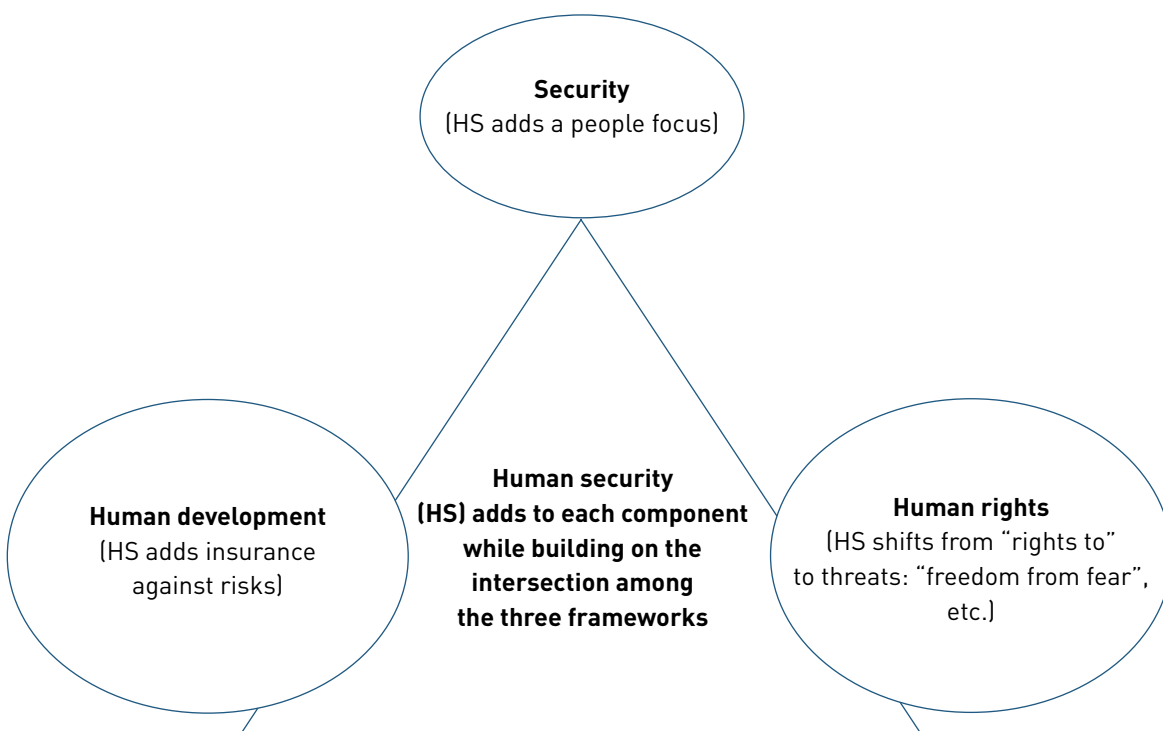 Security
(HS adds a people focus)
Human development
(HS adds insurance
against risks)
Human security
(HS) adds to each component
while building on the
intersection among
the three frameworks
Human rights
(HS shifts from “rights to”
to threats: “freedom from fear”,
etc.)